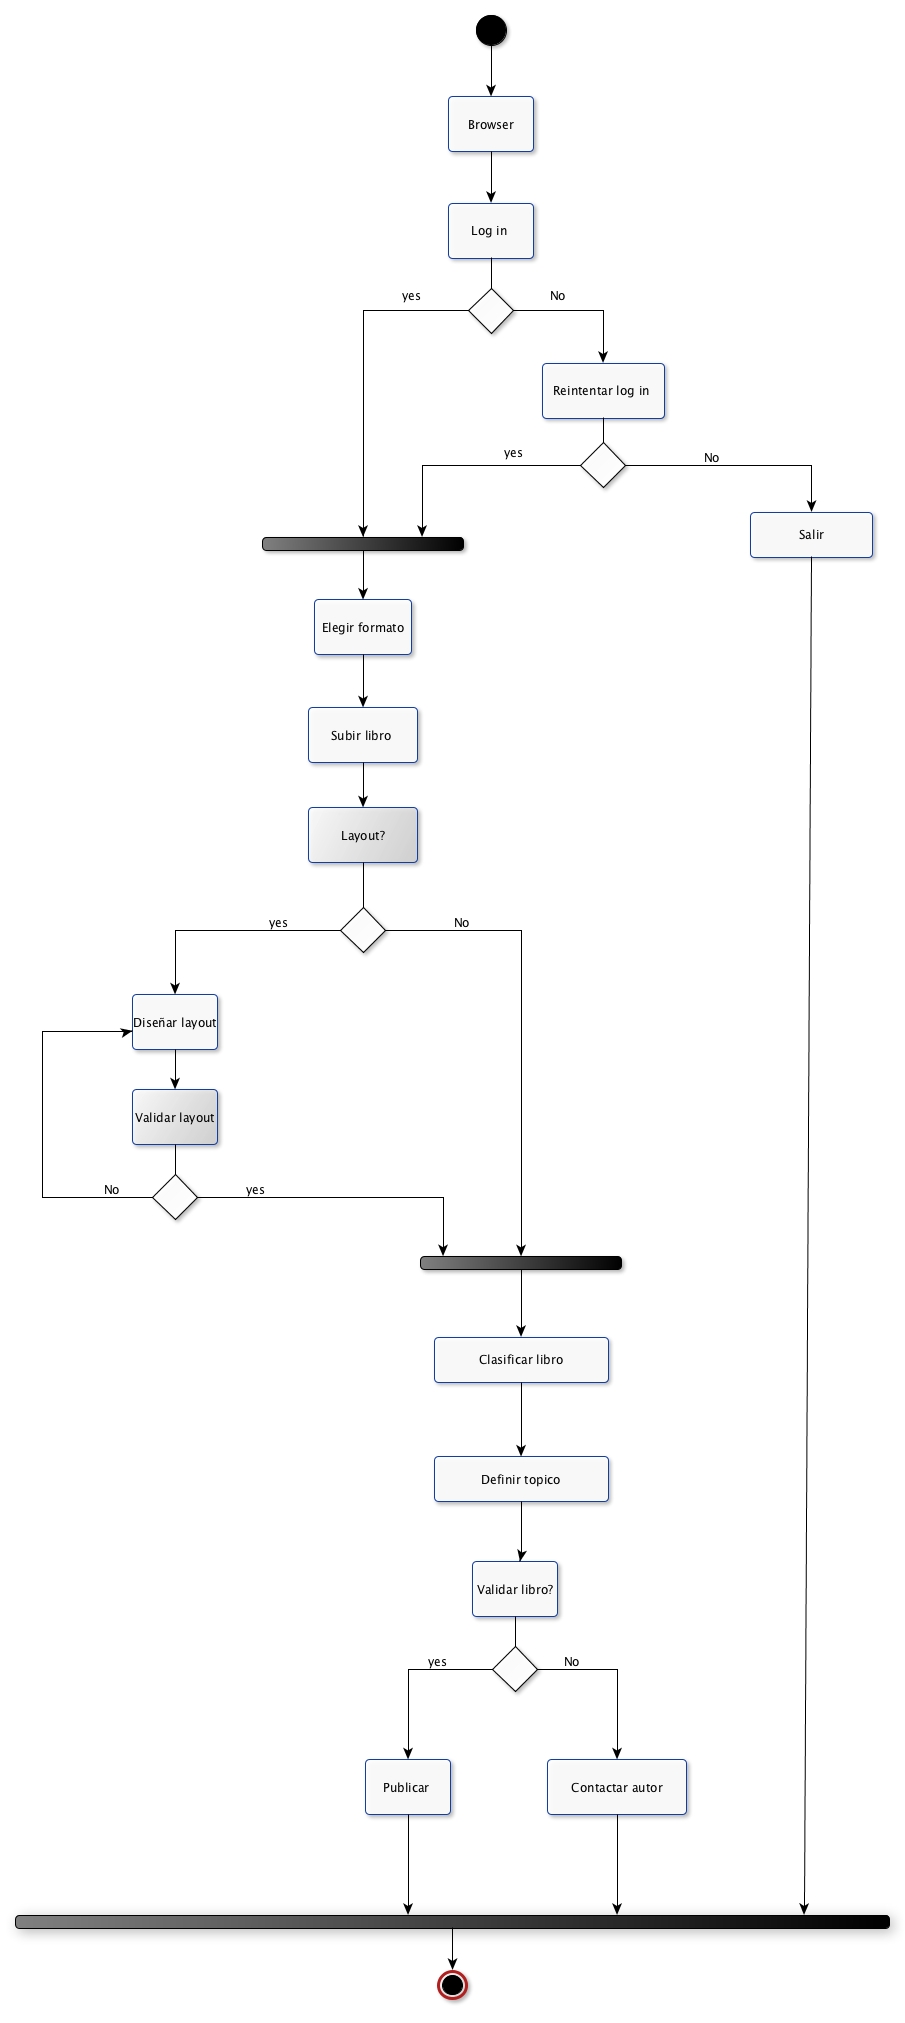 Browser
Log in
yes
No
Reintentar log in
yes
No
Salir
Elegir formato
Subir libro
Layout?
yes
No
Diseñar layout
Validar layout
No
yes
Clasificar libro
Definir topico
Validar libro?
yes
No
Publicar
Contactar autor